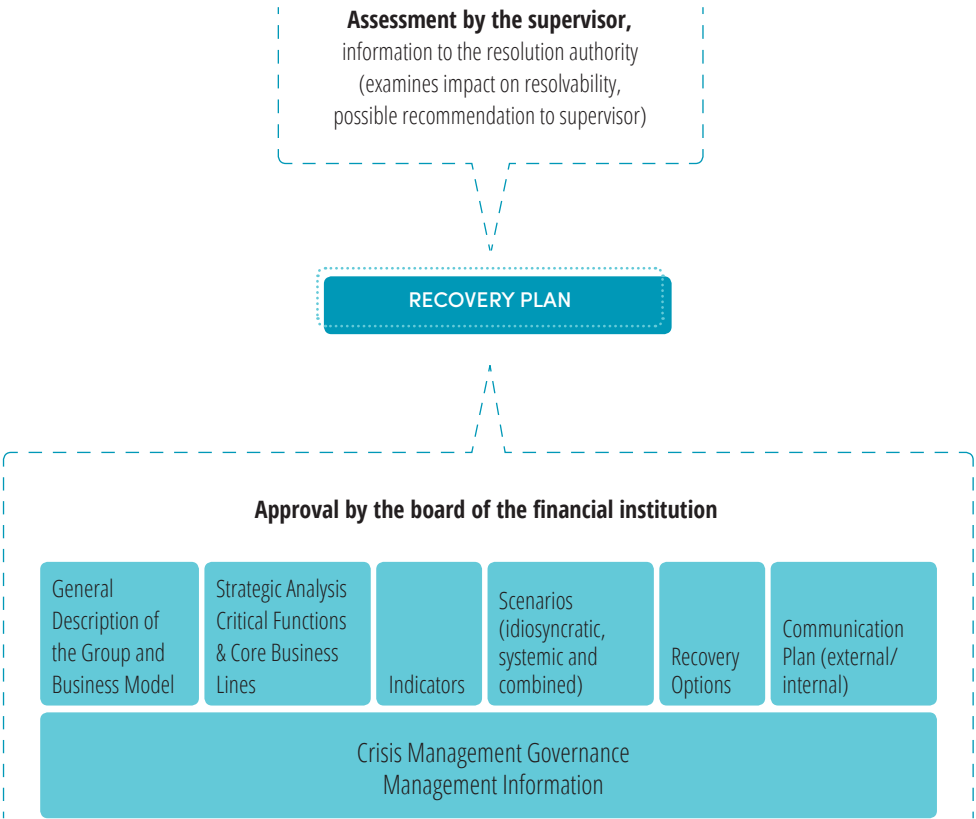 Assessment by the supervisor,
information to the resolution authority
(examines impact on resolvability,
possible recommendation to supervisor)
RECOVERY PLAN
Approval by the board of the financial institution
General
Description of
the Group and
Business Model
Strategic Analysis
Critical Functions
& Core Business
Lines
Indicators
Scenarios
(idiosyncratic,
systemic and
combined)
Recovery
Options
Communication
Plan (external/
internal)
Crisis Management Governance
Management Information